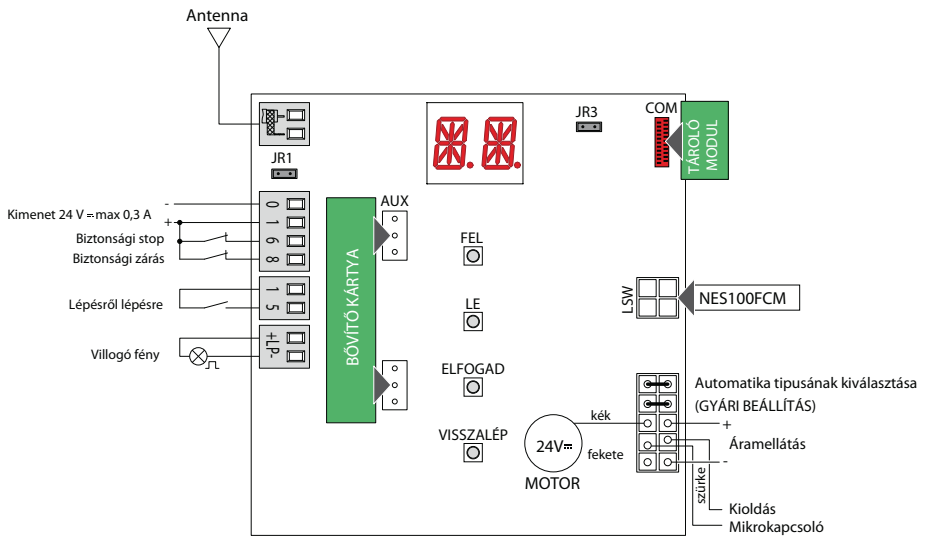 Antenna
JR1
JR3
COM
TÁROLÓ
MODUL
-
Kimenet 24 V ⎓ max 0,3 A
+
Biztonsági stop
Biztonsági zárás
0
1
6
8
Lépésről lépésre
1
5
Villogó fény
+LP-
BŐVÍTŐ KÁRTYA
AUX
FEL
LE
ELFOGAD
VISSZALÉP
LSW
NES100FCM
Automatika tipusának kiválasztása
(GYÁRI BEÁLLÍTÁS)
kék
+
24V⎓
fekete
Áramellátás
-
MOTOR
szürke
Kioldás
Mikrokapcsoló